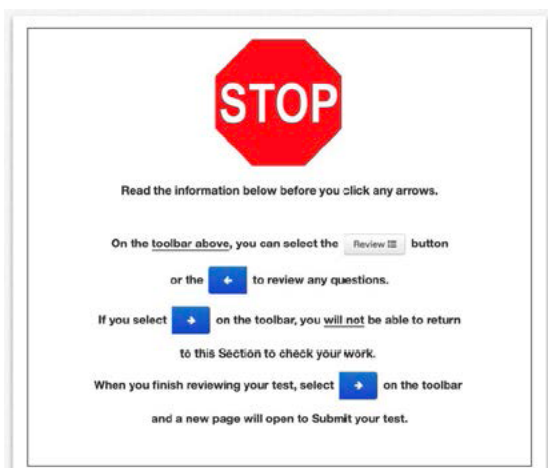 STOP
Read the information below before you click any arrows.
On the toolbar above, you can select the Review button
or the to review any questions.
If you select on the toolbar, you will not be able to return
to this Section to check your work.
When you finish reviewing your test, select on the toolbar
and a new page will open to Submit your test.